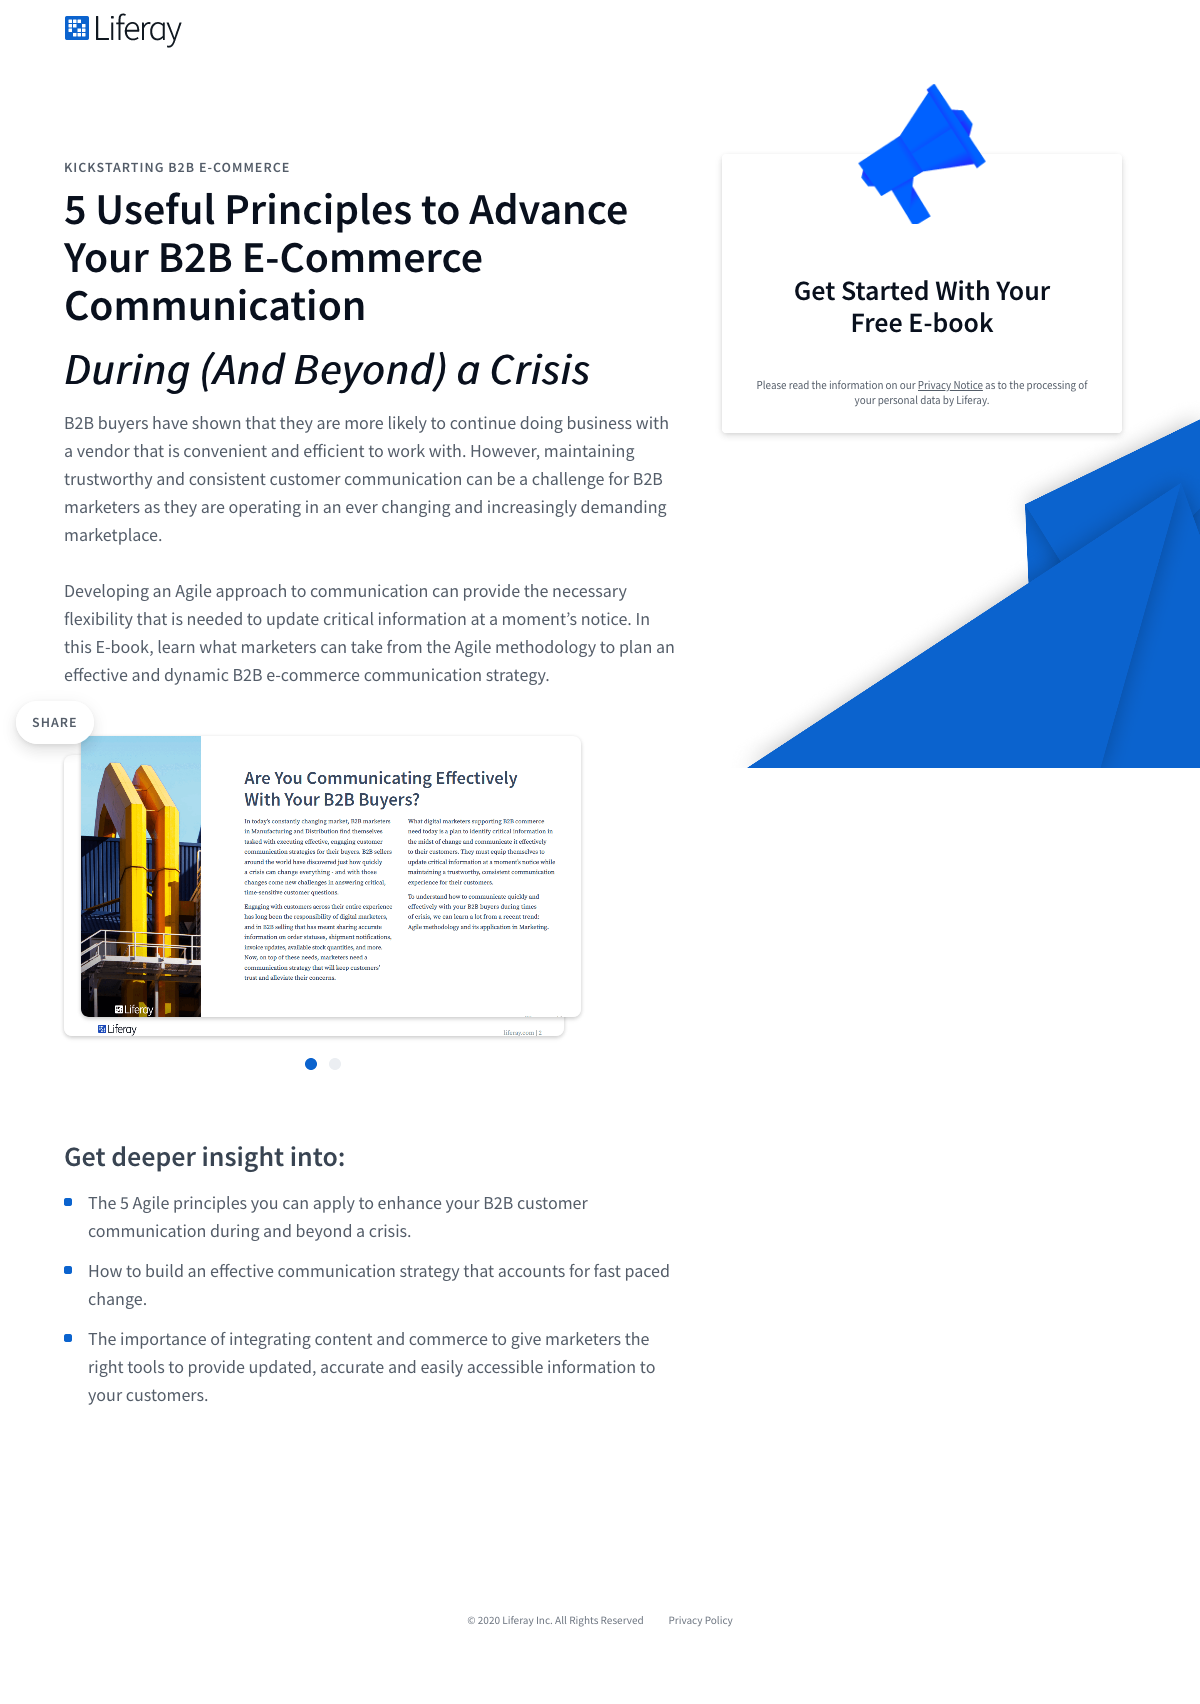 Liferay
KICKSTARTING B2B E-COMMERCE
5 Useful Principles to Advance
Your B2B E-Commerce
Communication
During (And Beyond) a Crisis
B2B buyers have shown that they are more likely to continue doing business with
a vendor that is convenient and efficient to work with. However, maintaining
trustworthy and consistent customer communication can be a challenge for B2B
marketers as they are operating in an ever changing and increasingly demanding
marketplace.
Developing an Agile approach to communication can provide the necessary
flexibility that is needed to update critical information at a moment’s notice. In
this E-book, learn what marketers can take from the Agile methodology to plan an
effective and dynamic B2B e-commerce communication strategy.
Get Started With Your
Free E-book
Please read the information on our Privacy Notice as to the processing of
your personal data by Liferay.
SHARE
Are You Communicating Effectively
With Your B2B Buyers?
In today's constantly changing market, B2B marketers
in Manufacturing and Distribution find themselves
tasked with executing effective, engaging customer
communication strategies for their buyers. B2B sellers
around the world have discovered just how quickly
a crisis can change everything - and with those
changes come new challenges in answering critical,
time-sensitive customer questions.
Engaging with customers across their entire experience
has long been the responsibility of digital marketers,
and in B2B selling that has meant sharing accurate
information on order statuses, shipment notifications,
invoice updates, available stock quantities, and more.
Now, on top of these needs, marketers need a
communication strategy that will keep customers'
trust and alleviate their concerns.
What digital marketers supporting B2B commerce
need today is a plan to identify critical information in
the midst of change and communicate it effectively
to their customers. They must equip themselves to
update critical information at a moment's notice while
maintaining a trustworthy, consistent communication
experience for their customers.
To understand how to communicate quickly and
effectively with your B2B buyers during times
of crisis, we can learn a lot from a recent trend:
Agile methodology and its application in Marketing.
Liferay
Liferay
liferay.com | 2
Get deeper insight into:
The 5 Agile principles you can apply to enhance your B2B customer
communication during and beyond a crisis.
How to build an effective communication strategy that accounts for fast paced
change.
The importance of integrating content and commerce to give marketers the
right tools to provide updated, accurate and easily accessible information to
your customers.
© 2020 Liferay Inc. All Rights Reserved
Privacy Policy